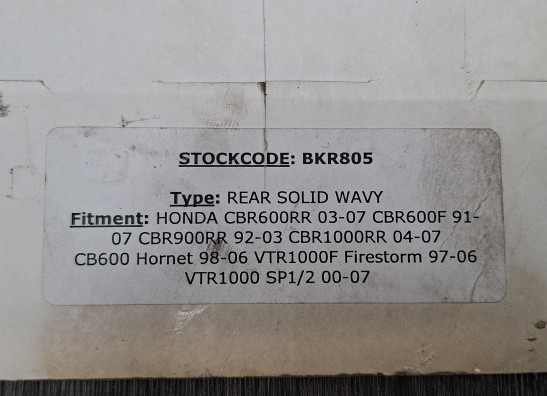 STOCKCODE: BKR805
Type: REAR SOLID WAVY
Fitment: HONDA CBR600RR 03-07 CBR600F 91-
07 CBR900RR 92-03 CBR1000RR 04-07
CB600 Hornet 98-06 VTR1000F Firestorm 97-06
VTR1000 SP1/2 00-07